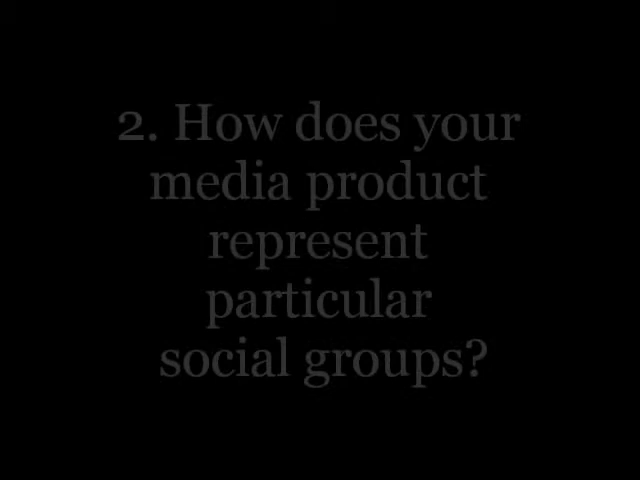 2. How does your
media product
represent
particular
social groups?